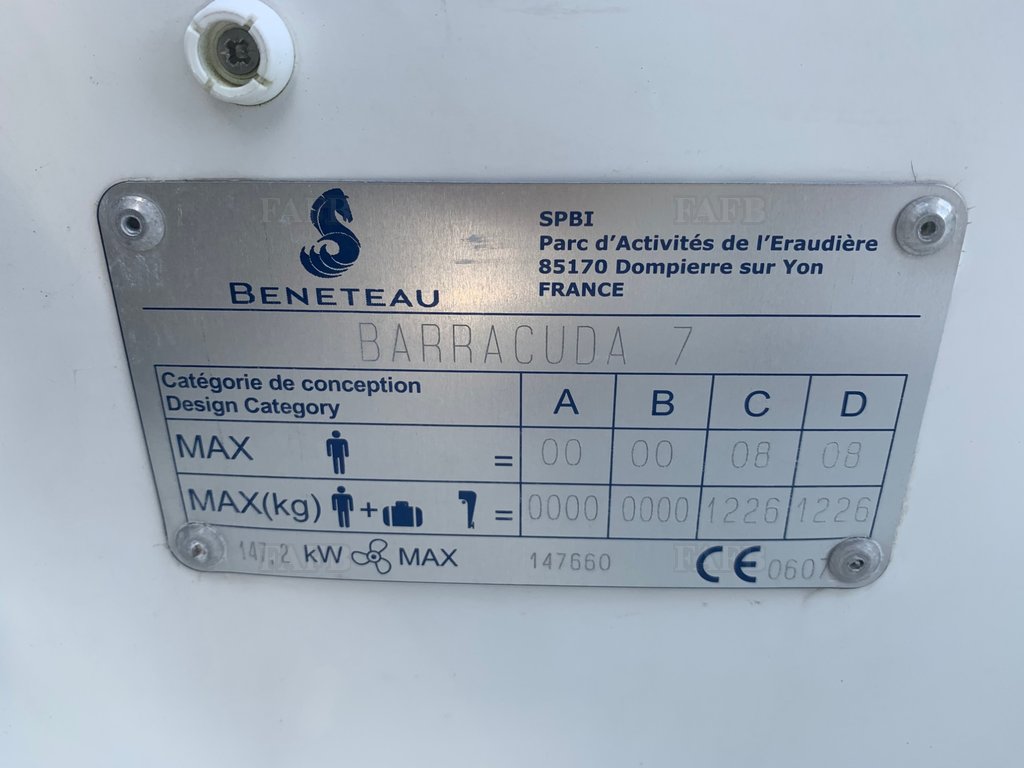 FAFB
FAFB
BENETEAU
SPBI
Parc d'Activités de l'Eraudière
85170 Dompierre sur Yon
FRANCE
BARRACUDA 7
Catégorie de conception
Design Category
A B C D
MAX = 00 00 08 08
MAX(kg) + = 0000 0000 1226 1226
147,2 kW MAX 147660 CE 0607
FAFB
FAFB